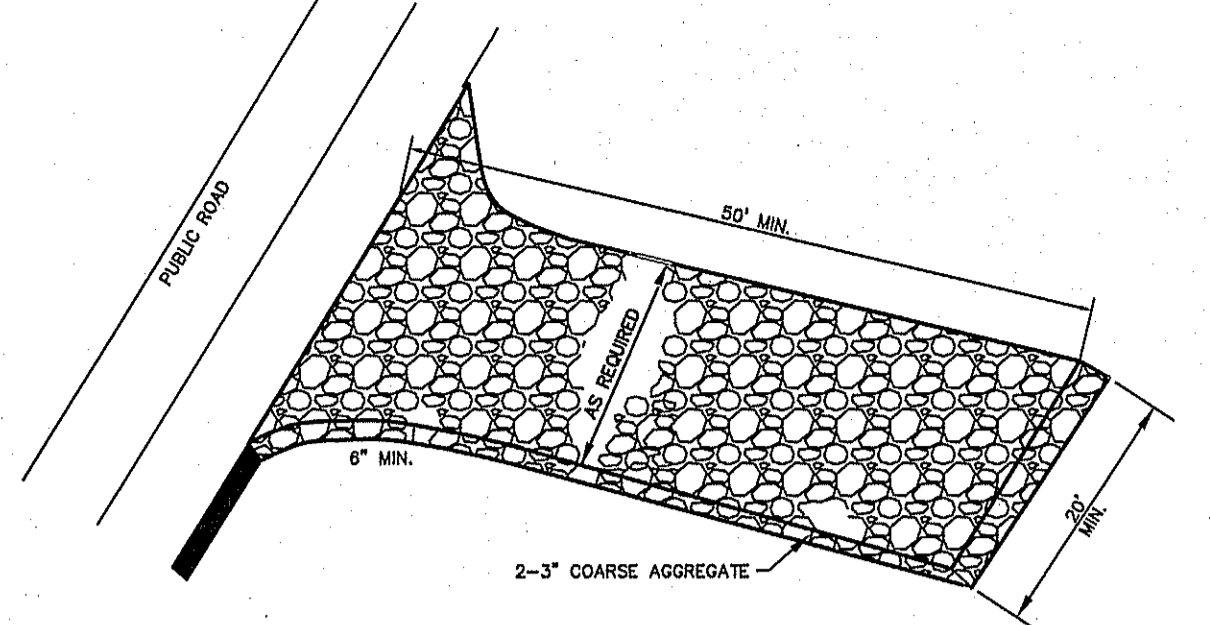 PUBLIC ROAD
50' MIN.
AS REQUIRED
6" MIN.
20'
MIN.
2-3" COARSE AGGREGATE